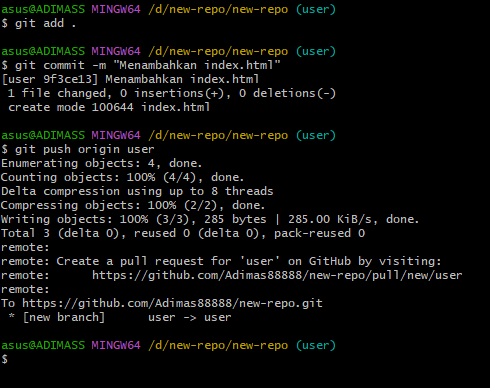 asus@ADIMASS MINGW64 /d/new-repo/new-repo (user)
$ git add .
asus@ADIMASS MINGW64 /d/new-repo/new-repo (user)
$ git commit -m "Menambahkan index.html"
[user 9f3ce13] Menambahkan index.html
 1 file changed, 0 insertions(+), 0 deletions(-)
 create mode 100644 index.html
asus@ADIMASS MINGW64 /d/new-repo/new-repo (user)
$ git push origin user
Enumerating objects: 4, done.
Counting objects: 100% (4/4), done.
Delta compression using up to 8 threads
Compressing objects: 100% (2/2), done.
Writing objects: 100% (3/3), 285 bytes | 285.00 KiB/s, done.
Total 3 (delta 0), reused 0 (delta 0), pack-reused 0
remote:
remote: Create a pull request for 'user' on GitHub by visiting:
remote:      https://github.com/Adimas88888/new-repo/pull/new/user
remote:
To https://github.com/Adimas88888/new-repo.git
 * [new branch]      user -> user
asus@ADIMASS MINGW64 /d/new-repo/new-repo (user)
$